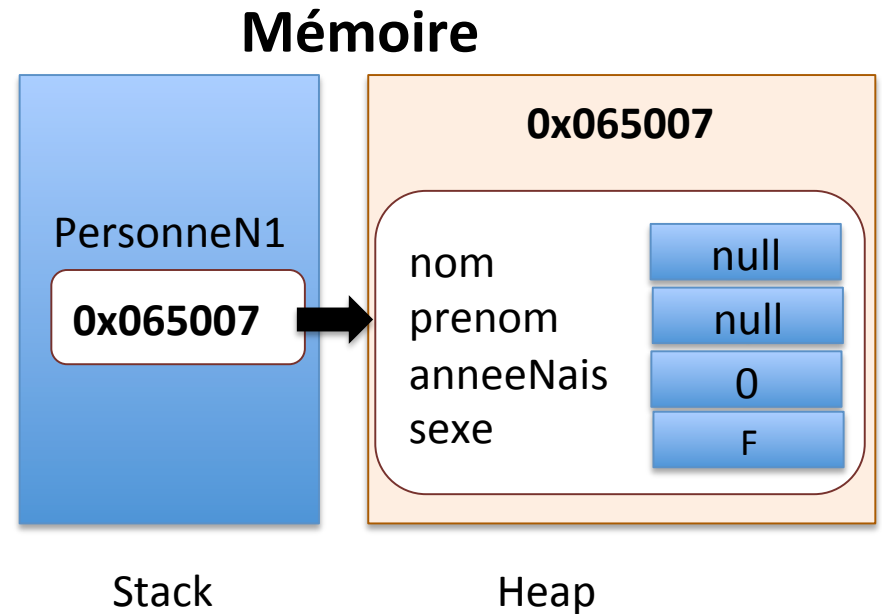 Mémoire
PersonneN1
0x065007
0x065007
nom null
prenom null
anneeNais 0
sexe F
Stack Heap